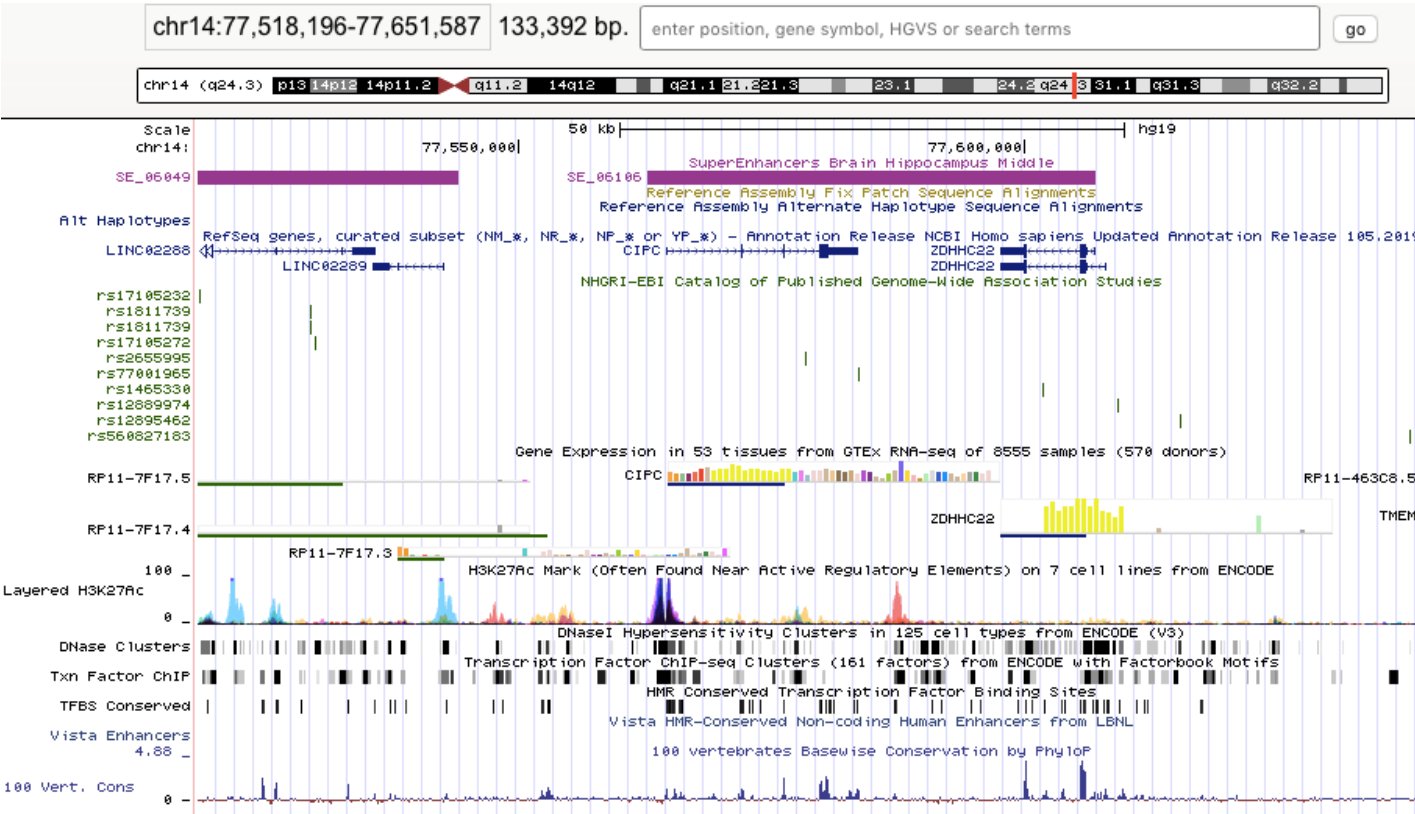 chr14:77,518,196-77,651,587 133,392 bp. enter position, gene symbol, HGVS or search terms go
chr14 (q24.3) p13 14p12 14p11.2 q11.2 14q12 q21.1 21.2 21.3 23.1 24.2 q24 3 31.1 q31.3 q32.2
Scale 50 kb hg19
chr14: 77,550,000 77,600,000
SuperEnhancers Brain Hippocampus Middle
SE_06049 SE_06106
Reference Assembly Fix Patch Sequence Alignments
Reference Assembly Alternate Haplotype Sequence Alignments
Alt Haplotypes
RefSeq genes, curated subset (NM_*, NR_*, NP_* or YP_*) - Annotation Release NCBI Homo sapiens Updated Annotation Release 105.2019
LINC02288 CIPC ZDHHC22
LINC02289 ZDHHC22
NHGRI-EBI Catalog of Published Genome-Wide Association Studies
rs17105232
rs1811739
rs1811739
rs17105272
rs2655995
rs77001965
rs1465330
rs12889974
rs12895462
rs560827183
Gene Expression in 53 tissues from GTEx RNA-seq of 8555 samples (570 donors)
RP11-7F17.5 CIPC RP11-463C8.5
RP11-7F17.4 ZDHHC22 TMEM
RP11-7F17.3
100 H3K27Ac Mark (Often Found Near Active Regulatory Elements) on 7 cell lines from ENCODE
Layered H3K27Ac
0
DNaseI Hypersensitivity Clusters in 125 cell types from ENCODE (V3)
DNase Clusters
Transcription Factor ChIP-seq Clusters (161 factors) from ENCODE with Factorbook Motifs
Txn Factor ChIP
HMR Conserved Transcription Factor Binding Sites
TFBS Conserved
Vista HMR-Conserved Non-coding Human Enhancers from LBNL
Vista Enhancers
4.88 100 vertebrates Basewise Conservation by PhyloP
100 Vert. Cons
0